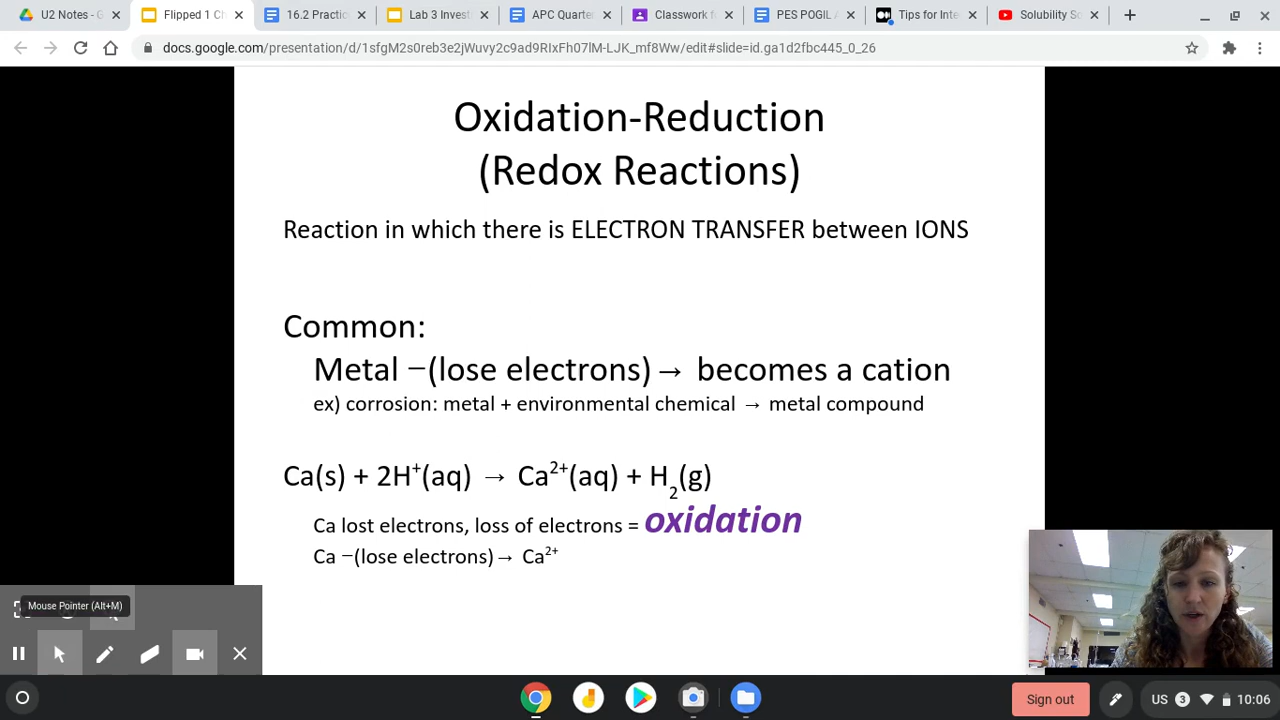 U2 Notes - G
Flipped 1 Ch
16.2 Practic
Lab 3 Invest
APC Quarter
Classwork f
PES POGIL A
Tips for Inte
Solubility So
docs.google.com/presentation/d/1sfgM2s0reb3e2jWuvy2c9ad9RIxFh07lM-LJK_mf8Ww/edit#slide=id.ga1d2fbc445_0_26
Oxidation-Reduction
(Redox Reactions)
Reaction in which there is ELECTRON TRANSFER between IONS
Common:
Metal −(lose electrons)→ becomes a cation
ex) corrosion: metal + environmental chemical → metal compound
Ca(s) + 2H⁺(aq) → Ca²⁺(aq) + H₂(g)
Ca lost electrons, loss of electrons = oxidation
Ca −(lose electrons)→ Ca²⁺
Mouse Pointer (Alt+M)
Sign out
US 3 10:06